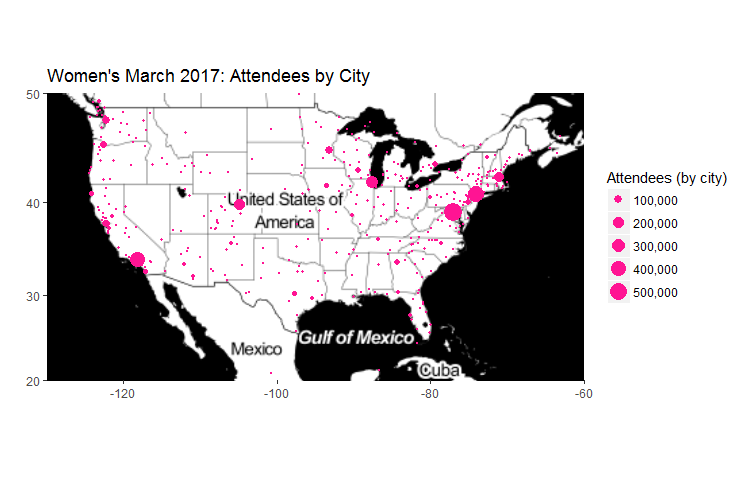 Women's March 2017: Attendees by City
50
40
30
20
-120
-100
-80
-60
United States of
America
Mexico
Gulf of Mexico
Cuba
Attendees (by city)
100,000
200,000
300,000
400,000
500,000